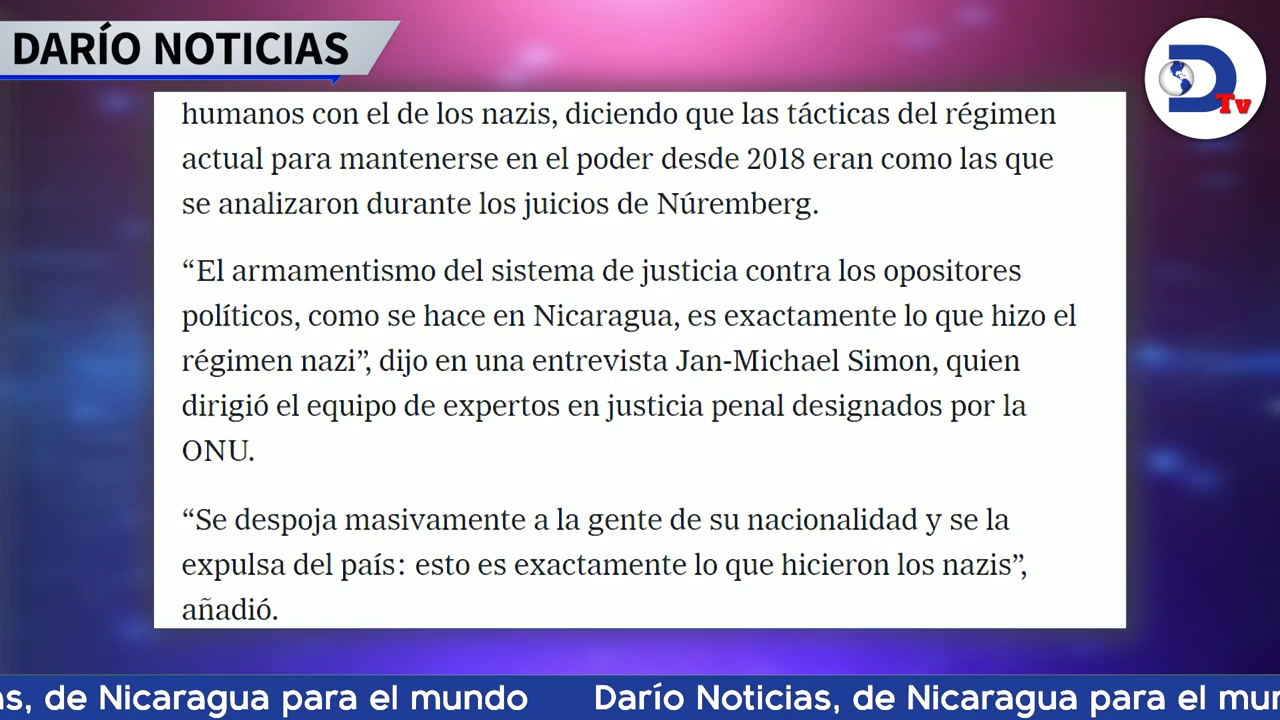 DARÍO NOTICIAS
D
Tv
humanos con el de los nazis, diciendo que las tácticas del régimen
actual para mantenerse en el poder desde 2018 eran como las que
se analizaron durante los juicios de Núremberg.
“El armamentismo del sistema de justicia contra los opositores
políticos, como se hace en Nicaragua, es exactamente lo que hizo el
régimen nazi”, dijo en una entrevista Jan-Michael Simon, quien
dirigió el equipo de expertos en justicia penal designados por la
ONU.
“Se despoja masivamente a la gente de su nacionalidad y se la
expulsa del país: esto es exactamente lo que hicieron los nazis”,
añadió.
as, de Nicaragua para el mundo Darío Noticias, de Nicaragua para el mun